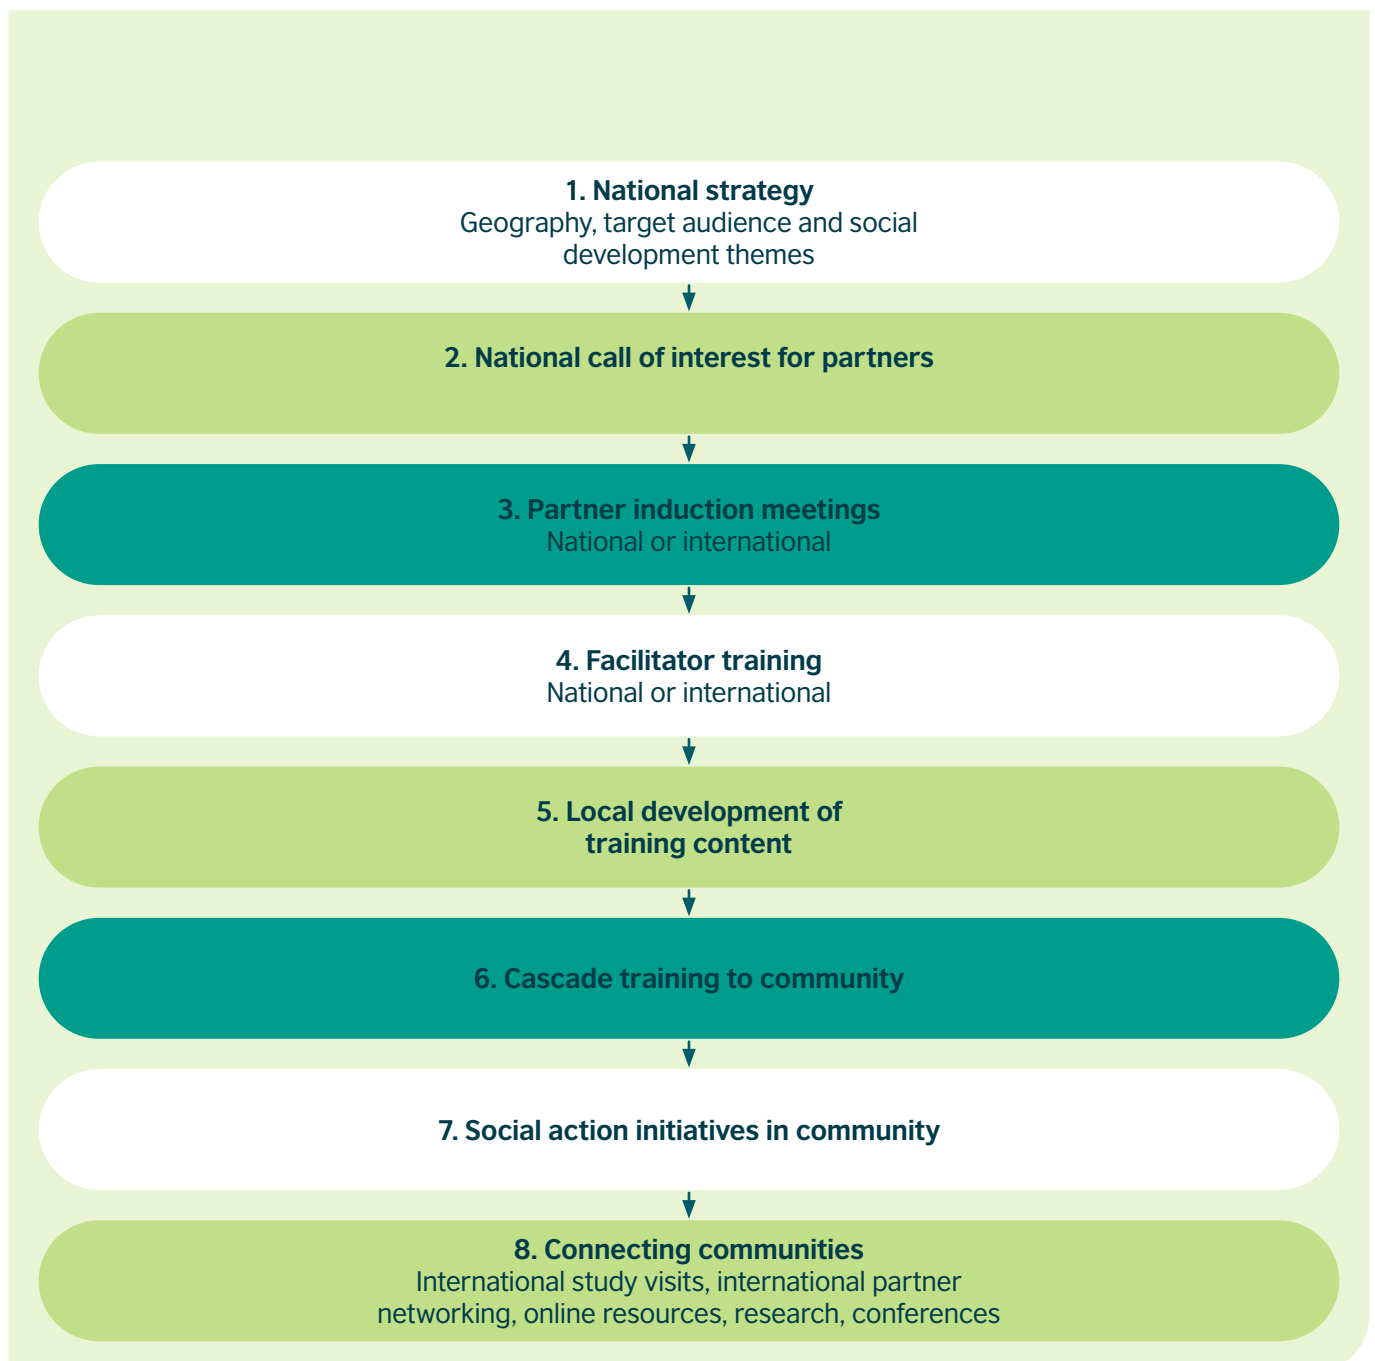 1. National strategy
Geography, target audience and social
development themes
2. National call of interest for partners
3. Partner induction meetings
National or international
4. Facilitator training
National or international
5. Local development of
training content
6. Cascade training to community
7. Social action initiatives in community
8. Connecting communities
International study visits, international partner
networking, online resources, research, conferences